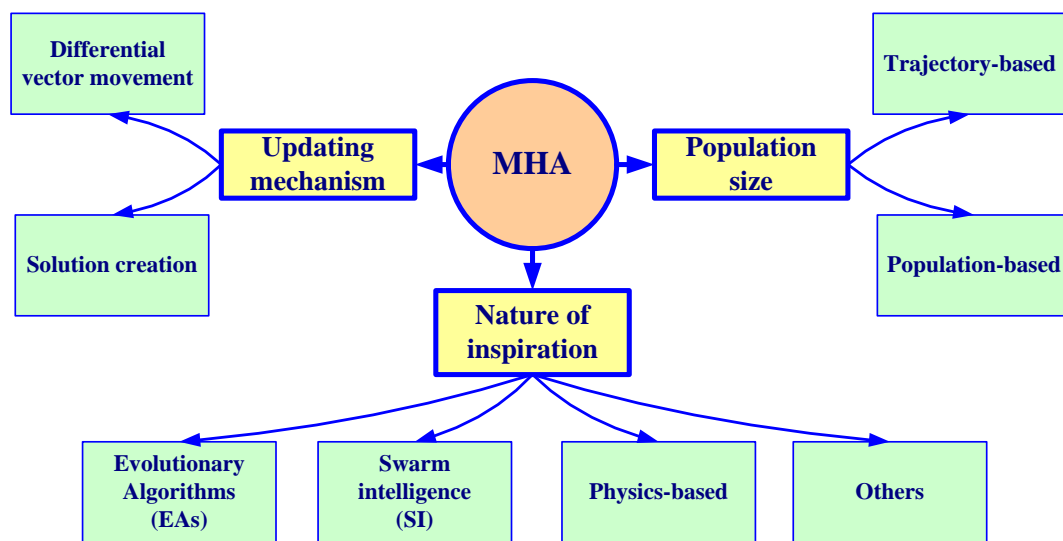 Differential
vector movement
Trajectory-based
Updating
mechanism
MHA
Population
size
Solution creation
Population-based
Nature of
inspiration
Evolutionary
Algorithms
(EAs)
Swarm
intelligence
(SI)
Physics-based
Others